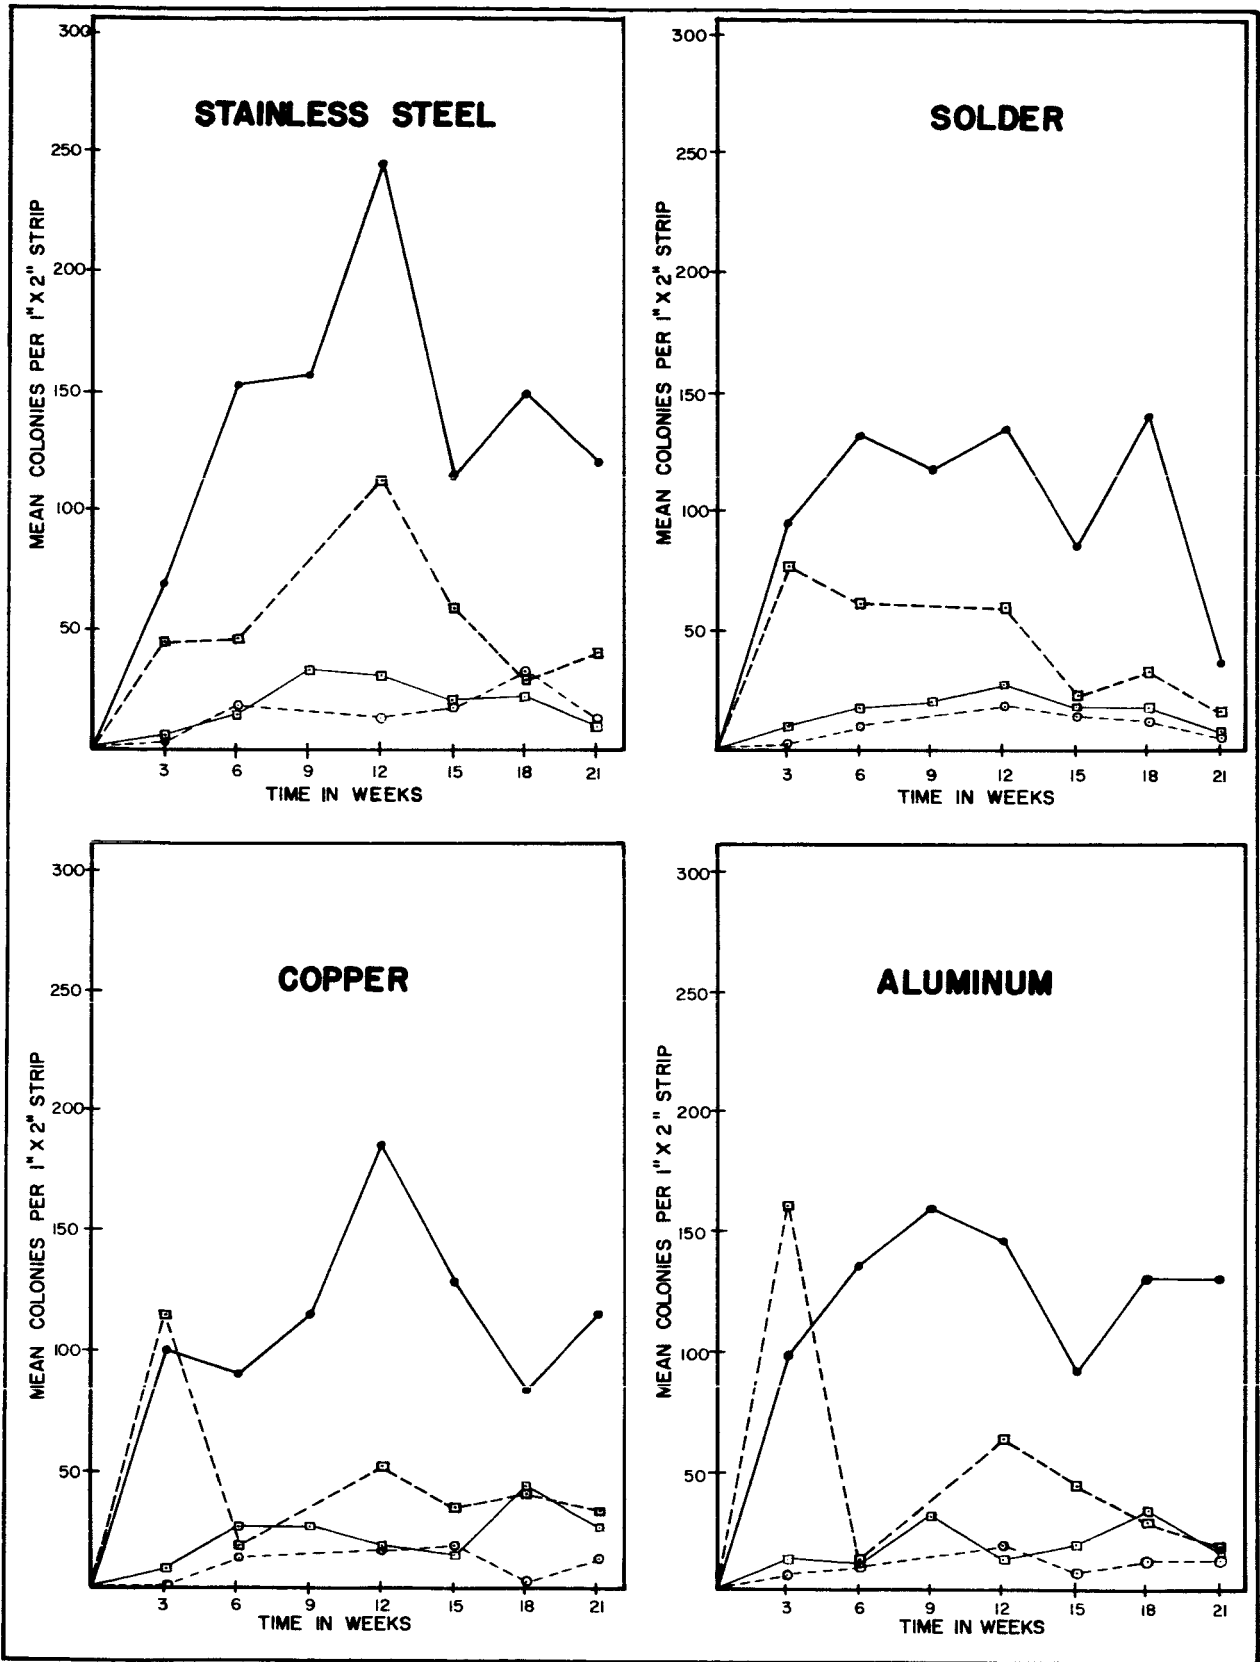 STAINLESS STEEL
MEAN COLONIES PER 1" X 2" STRIP
300
250
200
150
100
50
3 6 9 12 15 18 21
TIME IN WEEKS
SOLDER
MEAN COLONIES PER 1" X 2" STRIP
300
250
200
150
100
50
3 6 9 12 15 18 21
TIME IN WEEKS
COPPER
MEAN COLONIES PER 1" X 2" STRIP
300
250
200
150
100
50
3 6 9 12 15 18 21
TIME IN WEEKS
ALUMINUM
MEAN COLONIES PER 1" X 2" STRIP
300
250
200
150
100
50
3 6 9 12 15 18 21
TIME IN WEEKS